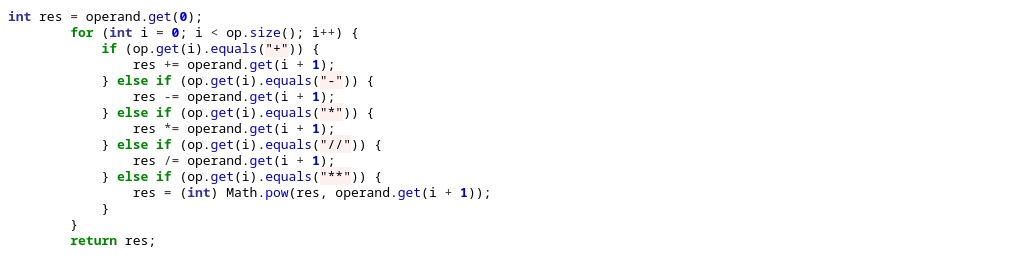 int res = operand.get(0);
        for (int i = 0; i < op.size(); i++) {
            if (op.get(i).equals("+")) {
                res += operand.get(i + 1);
            } else if (op.get(i).equals("-")) {
                res -= operand.get(i + 1);
            } else if (op.get(i).equals("*")) {
                res *= operand.get(i + 1);
            } else if (op.get(i).equals("//")) {
                res /= operand.get(i + 1);
            } else if (op.get(i).equals("**")) {
                res = (int) Math.pow(res, operand.get(i + 1));
            }
        }
        return res;